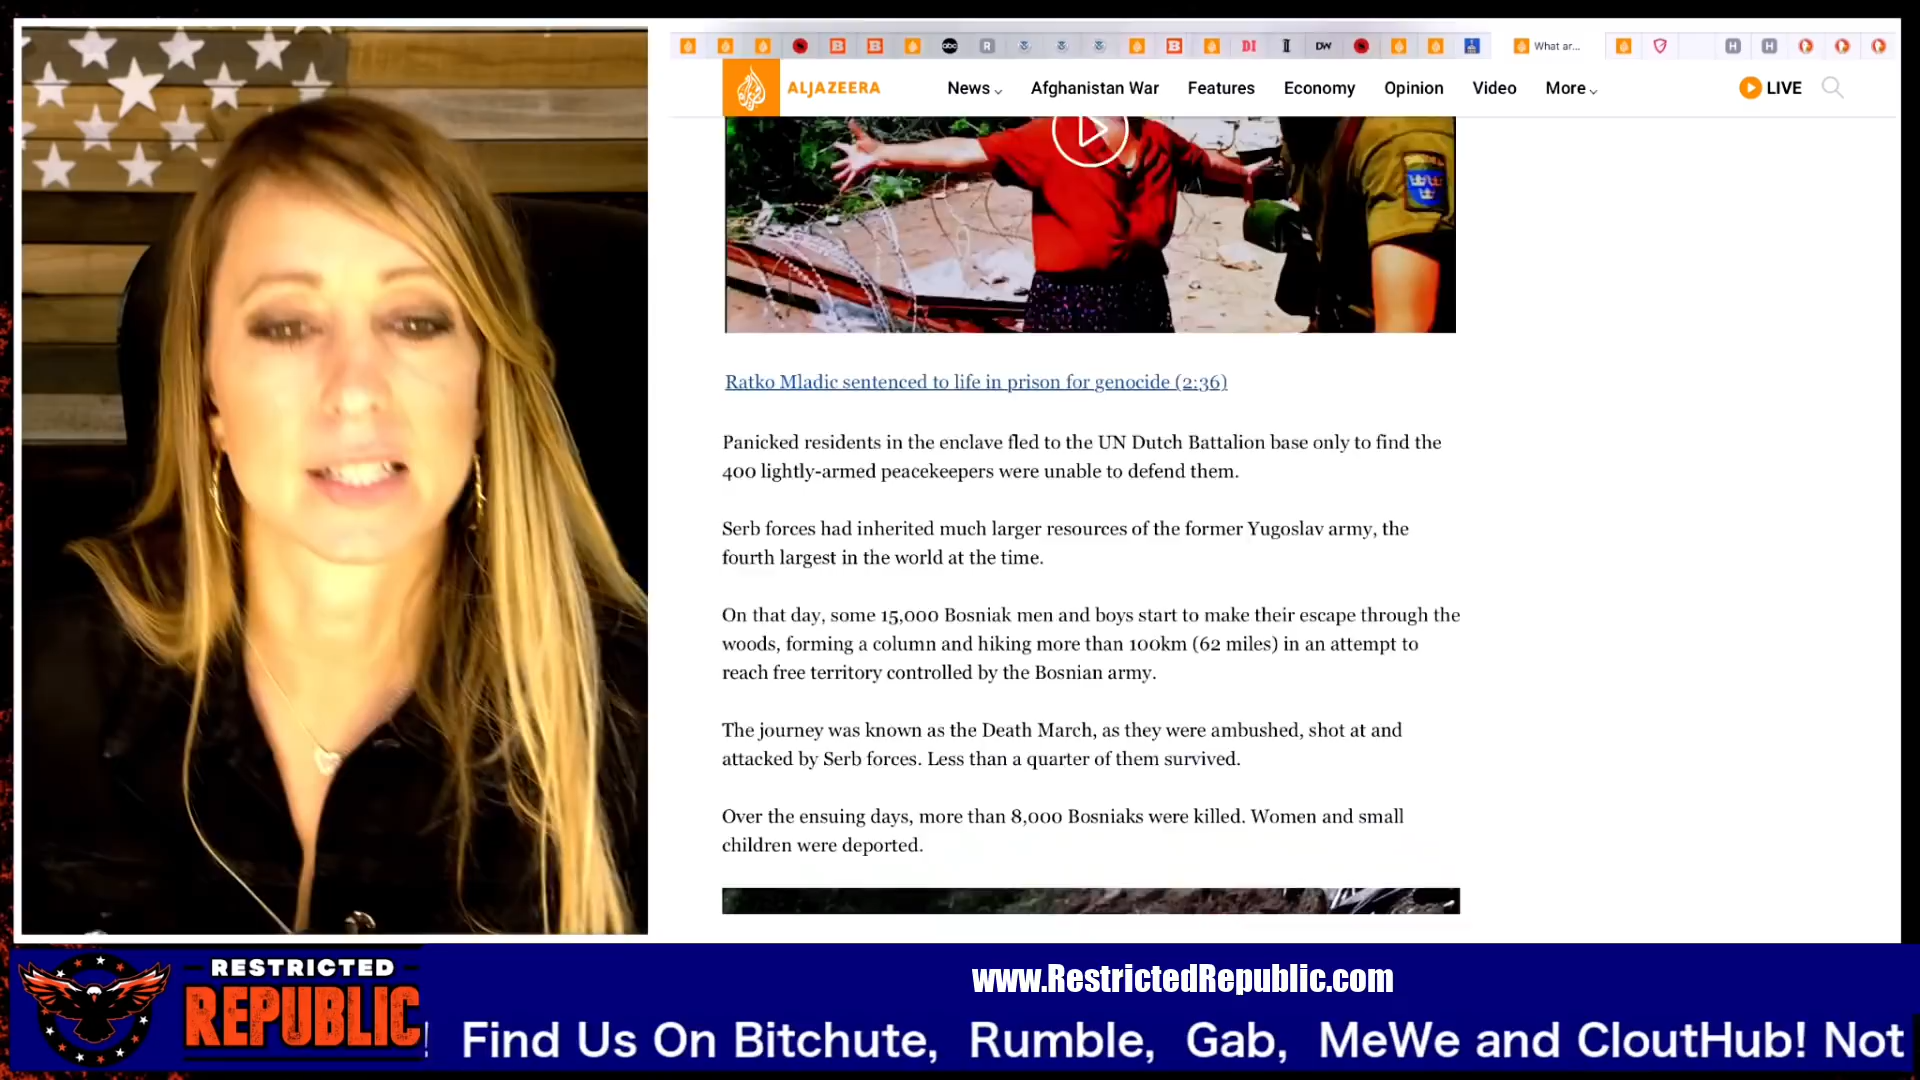 What ar...
ALJAZEERA
News
Afghanistan War
Features
Economy
Opinion
Video
More
LIVE
Ratko Mladic sentenced to life in prison for genocide (2:36)
Panicked residents in the enclave fled to the UN Dutch Battalion base only to find the
400 lightly-armed peacekeepers were unable to defend them.
Serb forces had inherited much larger resources of the former Yugoslav army, the
fourth largest in the world at the time.
On that day, some 15,000 Bosniak men and boys start to make their escape through the
woods, forming a column and hiking more than 100km (62 miles) in an attempt to
reach free territory controlled by the Bosnian army.
The journey was known as the Death March, as they were ambushed, shot at and
attacked by Serb forces. Less than a quarter of them survived.
Over the ensuing days, more than 8,000 Bosniaks were killed. Women and small
children were deported.
RESTRICTED
REPUBLIC
www.RestrictedRepublic.com
! Find Us On Bitchute, Rumble, Gab, MeWe and CloutHub! Not